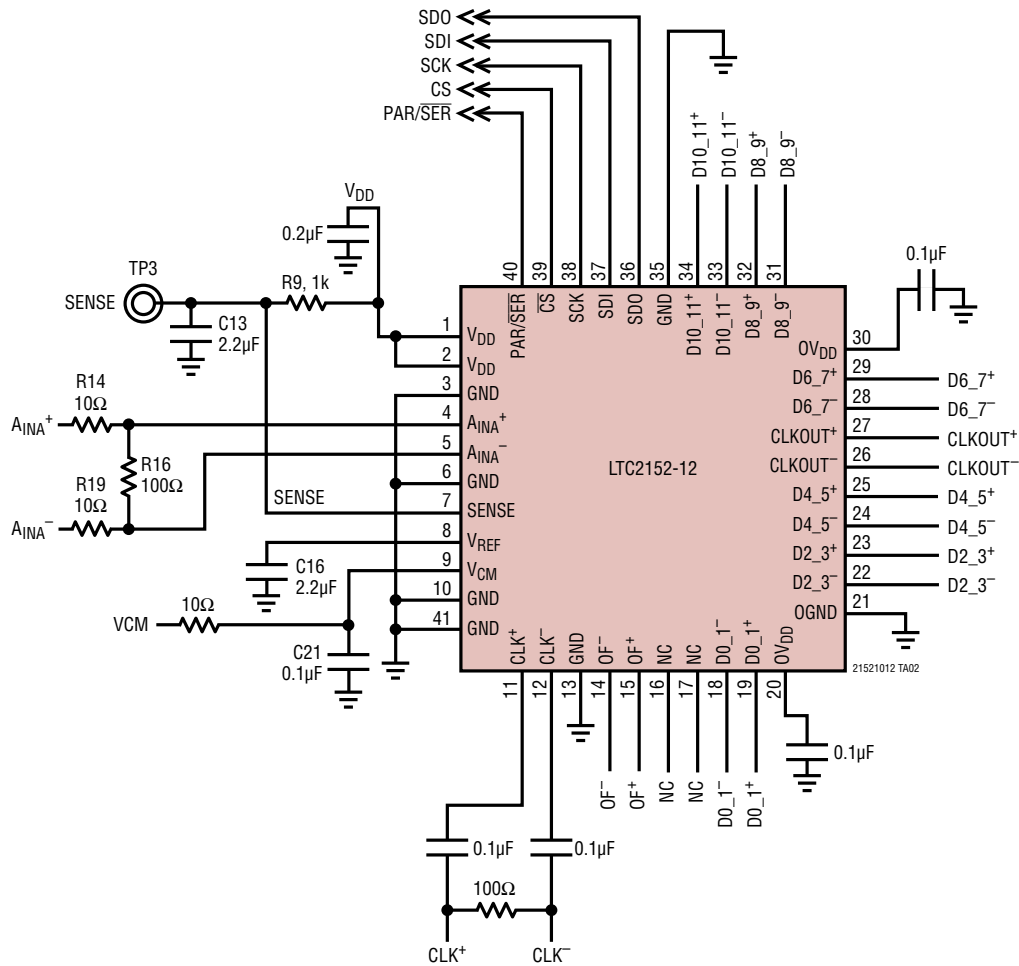 SDO
SDI
SCK
CS
PAR/SER
D10_11+
D10_11−
D8_9+
D8_9−
VDD
0.2µF
0.1µF
TP3
SENSE
R9, 1k
C13
2.2µF
40
39
38
37
36
35
34
33
32
31
PAR/SER
CS
SCK
SDI
SDO
GND
D10_11+
D10_11−
D8_9+
D8_9−
1
VDD
2
VDD
3
GND
4
AINA+
5
AINA−
6
GND
7
SENSE
8
VREF
9
VCM
10
GND
41
GND
R14
10Ω
AINA+
R16
100Ω
R19
10Ω
AINA−
SENSE
C16
2.2µF
10Ω
VCM
C21
0.1µF
LTC2152-12
OVDD
30
D6_7+
29
D6_7+
D6_7−
28
D6_7−
CLKOUT+
27
CLKOUT+
CLKOUT−
26
CLKOUT−
D4_5+
25
D4_5+
D4_5−
24
D4_5−
D2_3+
23
D2_3+
D2_3−
22
D2_3−
OGND
21
21521012 TA02
CLK+
CLK−
GND
OF−
OF+
NC
NC
D0_1−
D0_1+
OVDD
11
12
13
14
15
16
17
18
19
20
0.1µF
OF−
OF+
NC
NC
D0_1−
D0_1+
0.1µF
0.1µF
100Ω
CLK+
CLK−